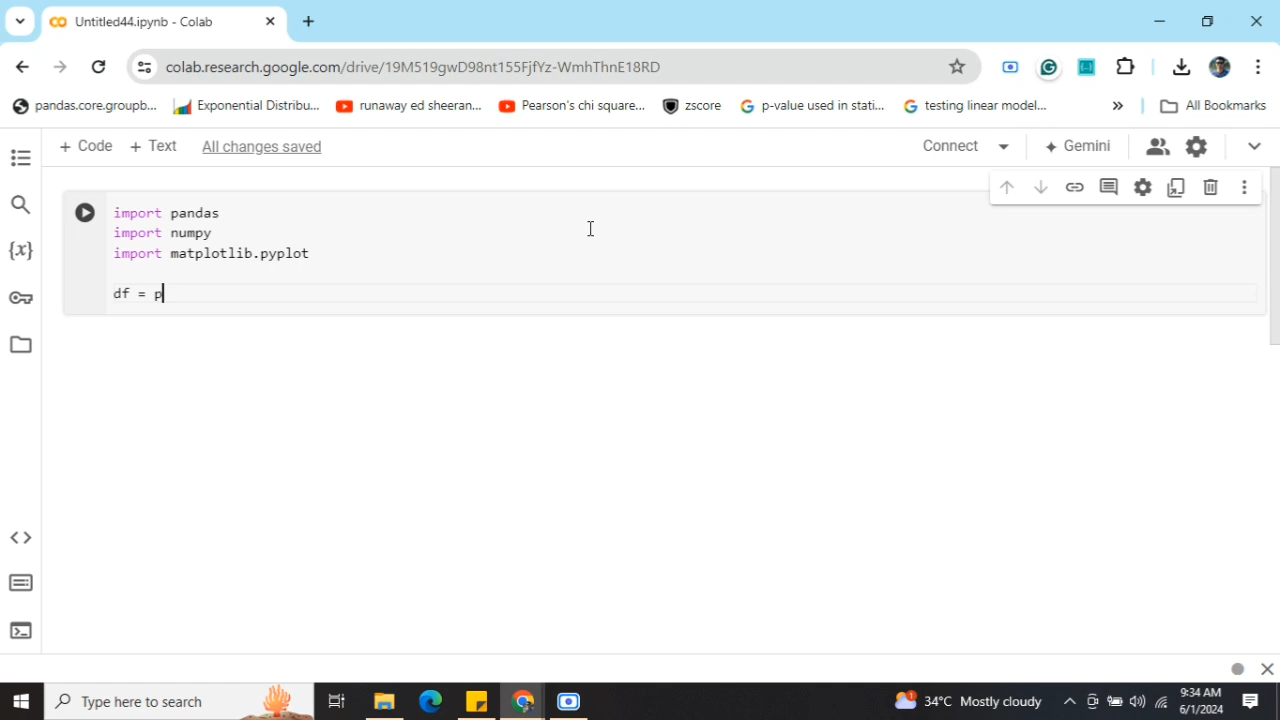 Untitled44.ipynb - Colab
colab.research.google.com/drive/19M519gwD98nt155FjfYz-WmhThnE18RD
pandas.core.groupb... Exponential Distribu... runaway ed sheeran... Pearson's chi square... zscore p-value used in stati... testing linear model... » All Bookmarks
+ Code + Text All changes saved Connect Gemini
import pandas
import numpy
import matplotlib.pyplot
df = p
{x}
Type here to search
1
34°C Mostly cloudy
9:34 AM
6/1/2024